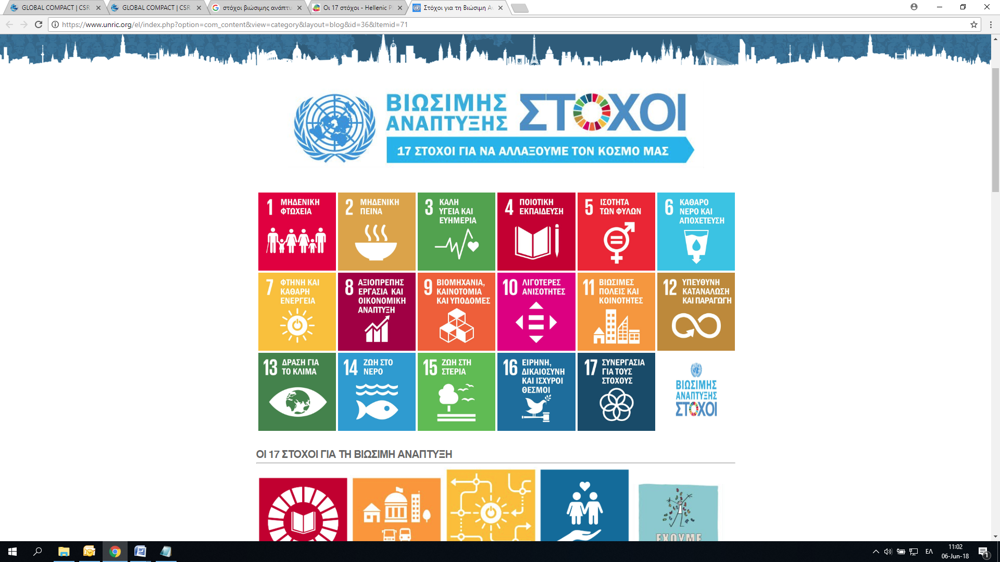 GLOBAL COMPACT | CSR
GLOBAL COMPACT | CSR
στόχοι βιώσιμης ανάπτυ
Οι 17 στόχοι - Hellenic P
Στόχοι για τη Βιώσιμη Αν
https://www.unric.org/el/index.php?option=com_content&view=category&layout=blog&id=36&Itemid=71
ΒΙΩΣΙΜΗΣ
ΑΝΑΠΤΥΞΗΣ
ΣΤΟΧΟΙ
17 ΣΤΟΧΟΙ ΓΙΑ ΝΑ ΑΛΛΑΞΟΥΜΕ ΤΟΝ ΚΟΣΜΟ ΜΑΣ
1 ΜΗΔΕΝΙΚΗ
ΦΤΩΧΕΙΑ
2 ΜΗΔΕΝΙΚΗ
ΠΕΙΝΑ
3 ΚΑΛΗ
ΥΓΕΙΑ ΚΑΙ
ΕΥΗΜΕΡΙΑ
4 ΠΟΙΟΤΙΚΗ
ΕΚΠΑΙΔΕΥΣΗ
5 ΙΣΟΤΗΤΑ
ΤΩΝ ΦΥΛΩΝ
6 ΚΑΘΑΡΟ
ΝΕΡΟ ΚΑΙ
ΑΠΟΧΕΤΕΥΣΗ
7 ΦΤΗΝΗ ΚΑΙ
ΚΑΘΑΡΗ
ΕΝΕΡΓΕΙΑ
8 ΑΞΙΟΠΡΕΠΗΣ
ΕΡΓΑΣΙΑ ΚΑΙ
ΟΙΚΟΝΟΜΙΚΗ
ΑΝΑΠΤΥΞΗ
9 ΒΙΟΜΗΧΑΝΙΑ,
ΚΑΙΝΟΤΟΜΙΑ
ΚΑΙ ΥΠΟΔΟΜΕΣ
10 ΛΙΓΟΤΕΡΕΣ
ΑΝΙΣΟΤΗΤΕΣ
11 ΒΙΩΣΙΜΕΣ
ΠΟΛΕΙΣ ΚΑΙ
ΚΟΙΝΟΤΗΤΕΣ
12 ΥΠΕΥΘΥΝΗ
ΚΑΤΑΝΑΛΩΣΗ
ΚΑΙ ΠΑΡΑΓΩΓΗ
13 ΔΡΑΣΗ ΓΙΑ
ΤΟ ΚΛΙΜΑ
14 ΖΩΗ ΣΤΟ
ΝΕΡΟ
15 ΖΩΗ ΣΤΗ
ΣΤΕΡΙΑ
16 ΕΙΡΗΝΗ,
ΔΙΚΑΙΟΣΥΝΗ
ΚΑΙ ΙΣΧΥΡΟΙ
ΘΕΣΜΟΙ
17 ΣΥΝΕΡΓΑΣΙΑ
ΓΙΑ ΤΟΥΣ
ΣΤΟΧΟΥΣ
ΒΙΩΣΙΜΗΣ
ΑΝΑΠΤΥΞΗΣ
ΣΤΟΧΟΙ
ΟΙ 17 ΣΤΟΧΟΙ ΓΙΑ ΤΗ ΒΙΩΣΙΜΗ ΑΝΑΠΤΥΞΗ
ΕΧΟΥΜΕ
ΕΛ
11:02
06-Jun-18
1